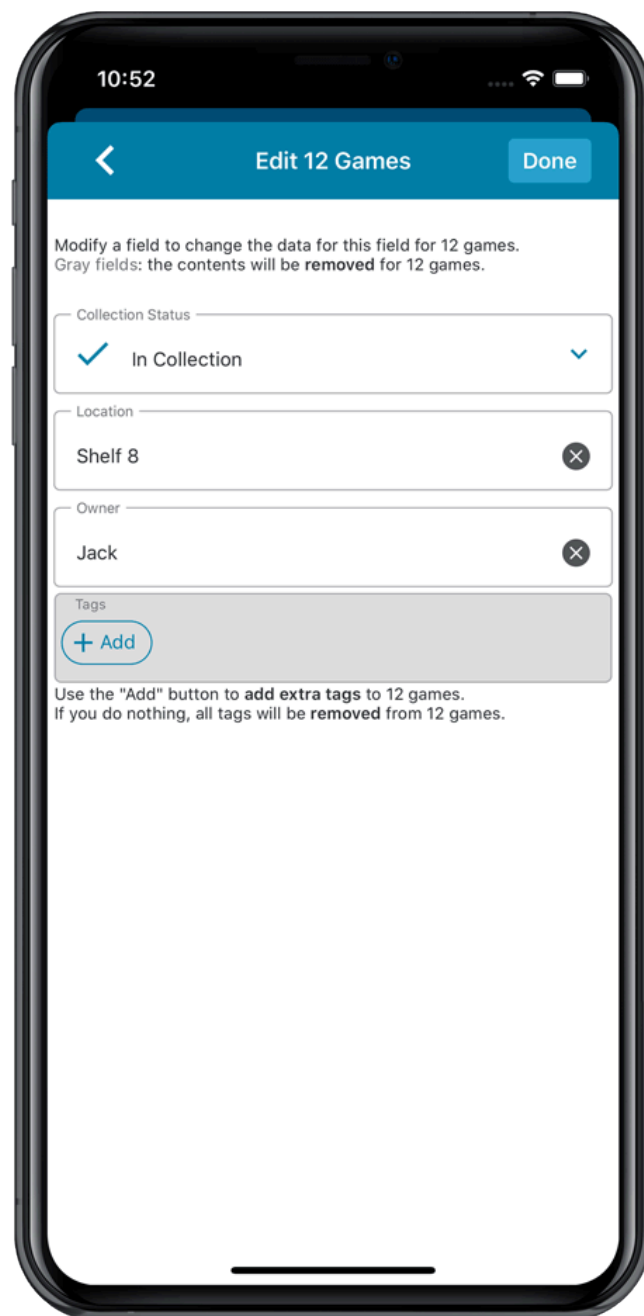 10:52
Edit 12 Games
Done
Modify a field to change the data for this field for 12 games.
Gray fields: the contents will be removed for 12 games.
Collection Status
In Collection
Location
Shelf 8
Owner
Jack
Tags
+ Add
Use the "Add" button to add extra tags to 12 games.
If you do nothing, all tags will be removed from 12 games.